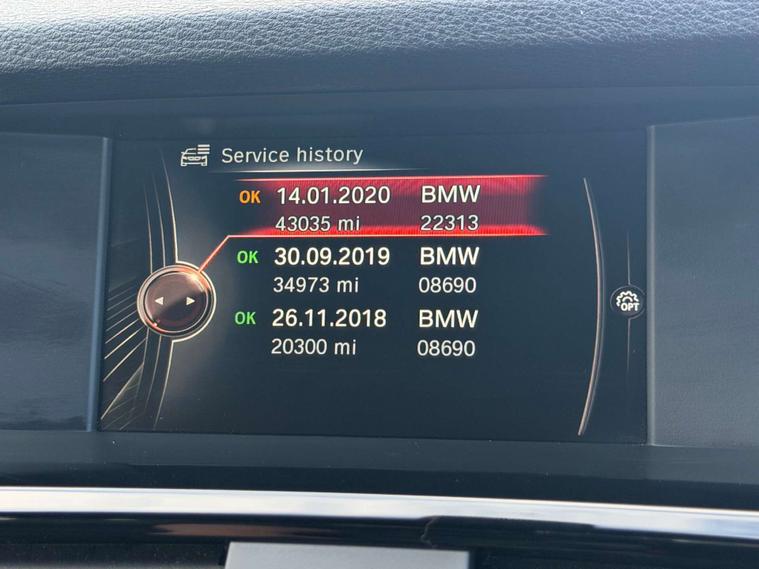 Service history
OK 14.01.2020 BMW
43035 mi 22313
OK 30.09.2019 BMW
34973 mi 08690
OK 26.11.2018 BMW
20300 mi 08690
OPT